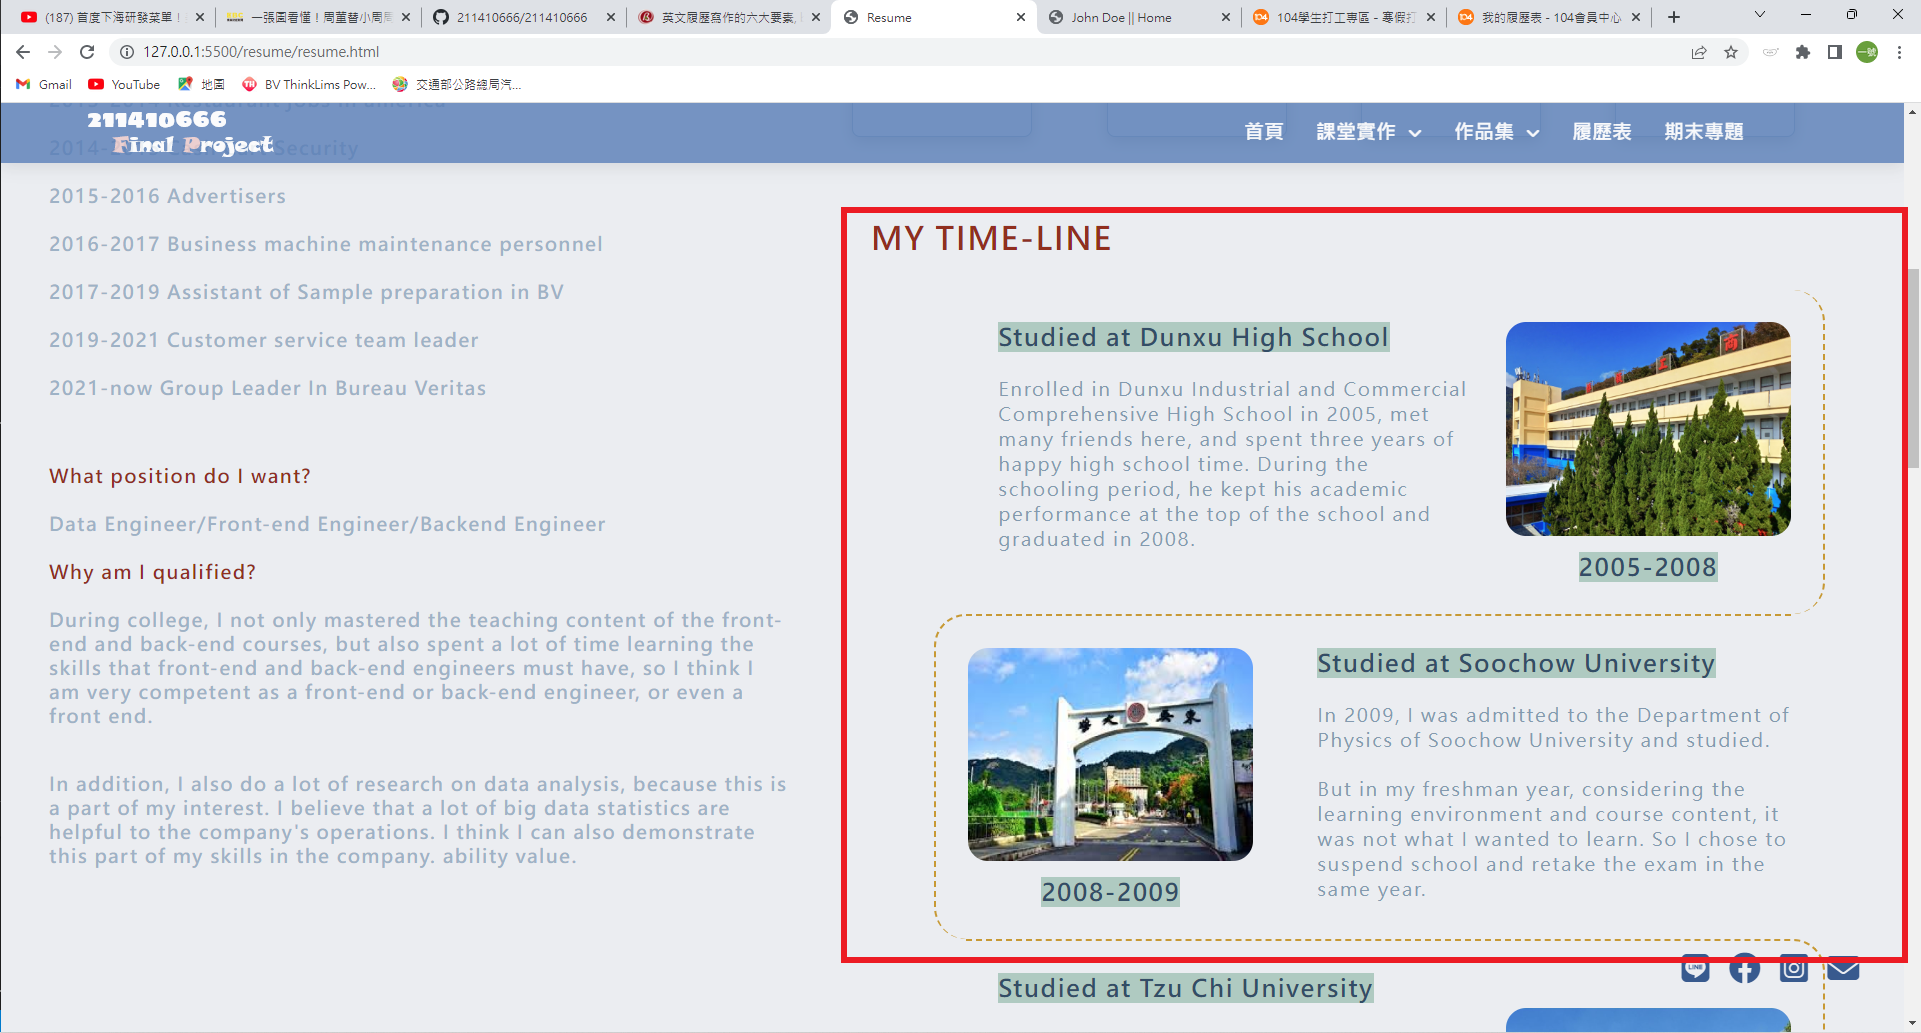 (187) 首度下海研發菜單！
一張圖看懂！周董替小周周
211410666/211410666
英文履歷寫作的六大要素,
Resume
John Doe || Home
104學生打工專區 - 寒假打
我的履歷表 - 104會員中心
127.0.0.1:5500/resume/resume.html
一號
Gmail
YouTube
地圖
BV ThinkLims Pow...
交通部公路總局汽...
211410666
Final Project
首頁
課堂實作
作品集
履歷表
期末專題
2013-2014 Restaurant jobs in america
Security
2015-2016 Advertisers
2016-2017 Business machine maintenance personnel
2017-2019 Assistant of Sample preparation in BV
2019-2021 Customer service team leader
2021-now Group Leader In Bureau Veritas
What position do I want?
Data Engineer/Front-end Engineer/Backend Engineer
Why am I qualified?
During college, I not only mastered the teaching content of the front-
end and back-end courses, but also spent a lot of time learning the
skills that front-end and back-end engineers must have, so I think I
am very competent as a front-end or back-end engineer, or even a
front end.
In addition, I also do a lot of research on data analysis, because this is
a part of my interest. I believe that a lot of big data statistics are
helpful to the company's operations. I think I can also demonstrate
this part of my skills in the company. ability value.
MY TIME-LINE
Studied at Dunxu High School
Enrolled in Dunxu Industrial and Commercial
Comprehensive High School in 2005, met
many friends here, and spent three years of
happy high school time. During the
schooling period, he kept his academic
performance at the top of the school and
graduated in 2008.
工
商
2005-2008
東吳大學
2008-2009
Studied at Soochow University
In 2009, I was admitted to the Department of
Physics of Soochow University and studied.
But in my freshman year, considering the
learning environment and course content, it
was not what I wanted to learn. So I chose to
suspend school and retake the exam in the
same year.
Studied at Tzu Chi University
LINE